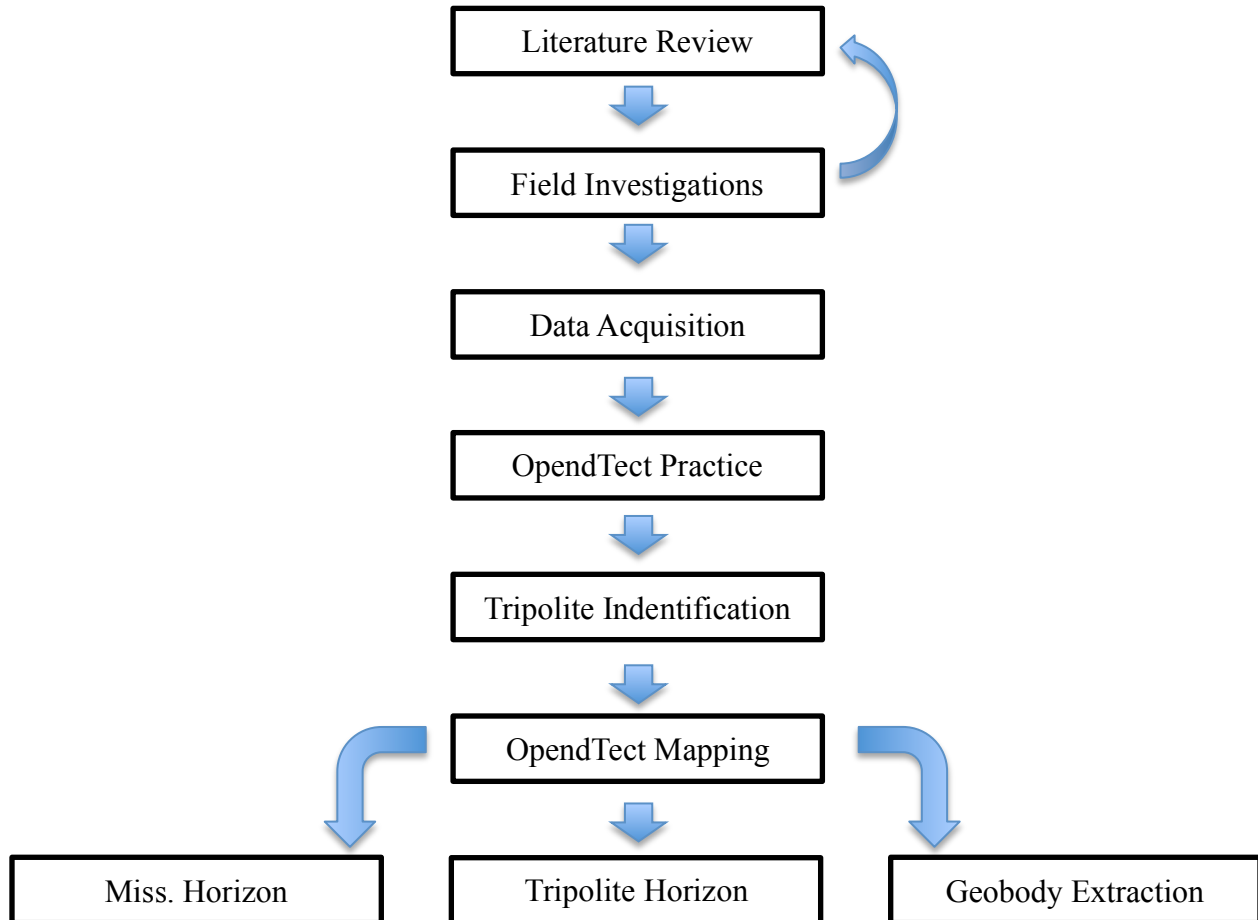 Literature Review
Field Investigations
Data Acquisition
OpendTect Practice
Tripolite Indentification
OpendTect Mapping
Miss. Horizon
Tripolite Horizon
Geobody Extraction